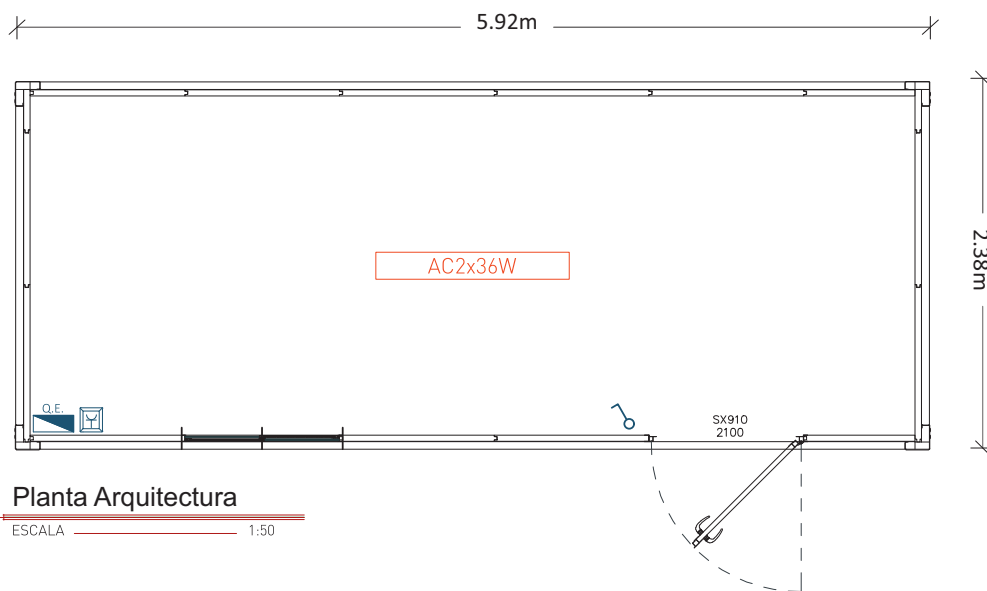 5.92m
2.38m
AC2x36W
Q.E.
SX910
2100
Planta Arquitectura
ESCALA 1:50